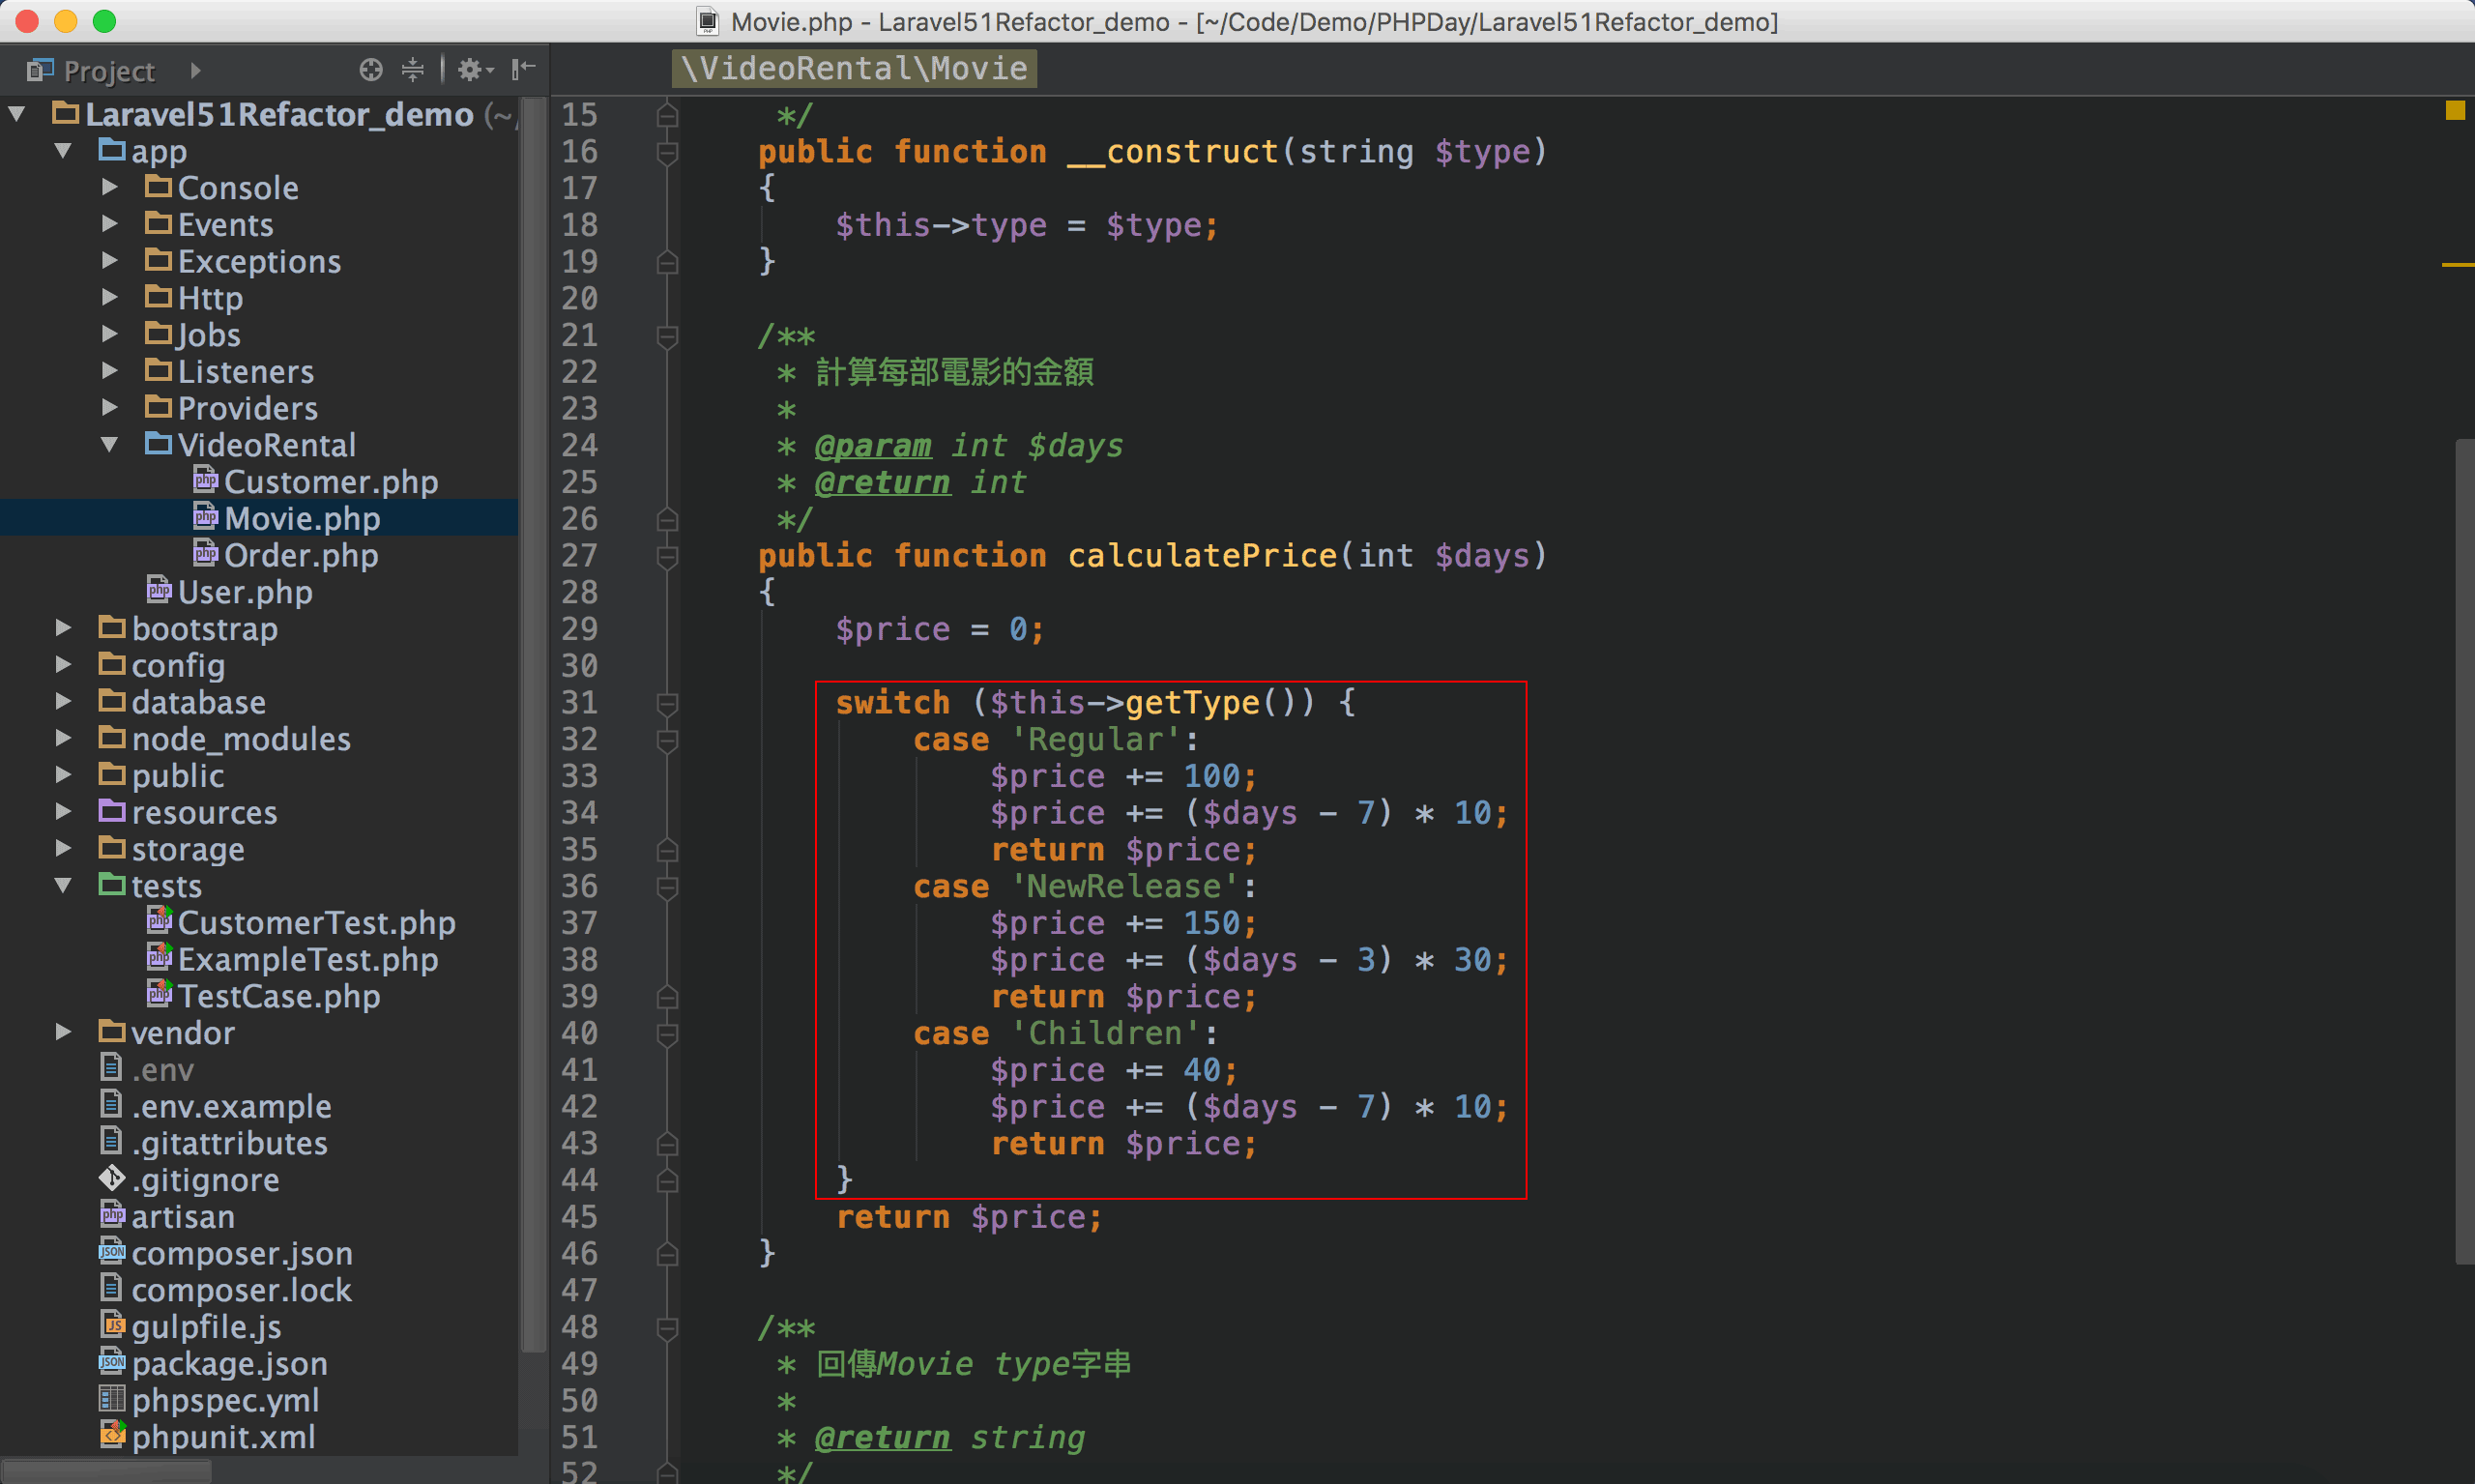 Movie.php - Laravel51Refactor_demo - [~/Code/Demo/PHPDay/Laravel51Refactor_demo]
Project
\VideoRental\Movie
Laravel51Refactor_demo (~/
app
Console
Events
Exceptions
Http
Jobs
Listeners
Providers
VideoRental
Customer.php
Movie.php
Order.php
User.php
bootstrap
config
database
node_modules
public
resources
storage
tests
CustomerTest.php
ExampleTest.php
TestCase.php
vendor
.env
.env.example
.gitattributes
.gitignore
artisan
composer.json
composer.lock
gulpfile.js
package.json
phpspec.yml
phpunit.xml
15 */
16 public function __construct(string $type)
17 {
18 $this->type = $type;
19 }
20
21 /**
22 * 計算每部電影的金額
23 *
24 * @param int $days
25 * @return int
26 */
27 public function calculatePrice(int $days)
28 {
29 $price = 0;
30
31 switch ($this->getType()) {
32 case 'Regular':
33 $price += 100;
34 $price += ($days - 7) * 10;
35 return $price;
36 case 'NewRelease':
37 $price += 150;
38 $price += ($days - 3) * 30;
39 return $price;
40 case 'Children':
41 $price += 40;
42 $price += ($days - 7) * 10;
43 return $price;
44 }
45 return $price;
46 }
47
48 /**
49 * 回傳Movie type字串
50 *
51 * @return string
52 */